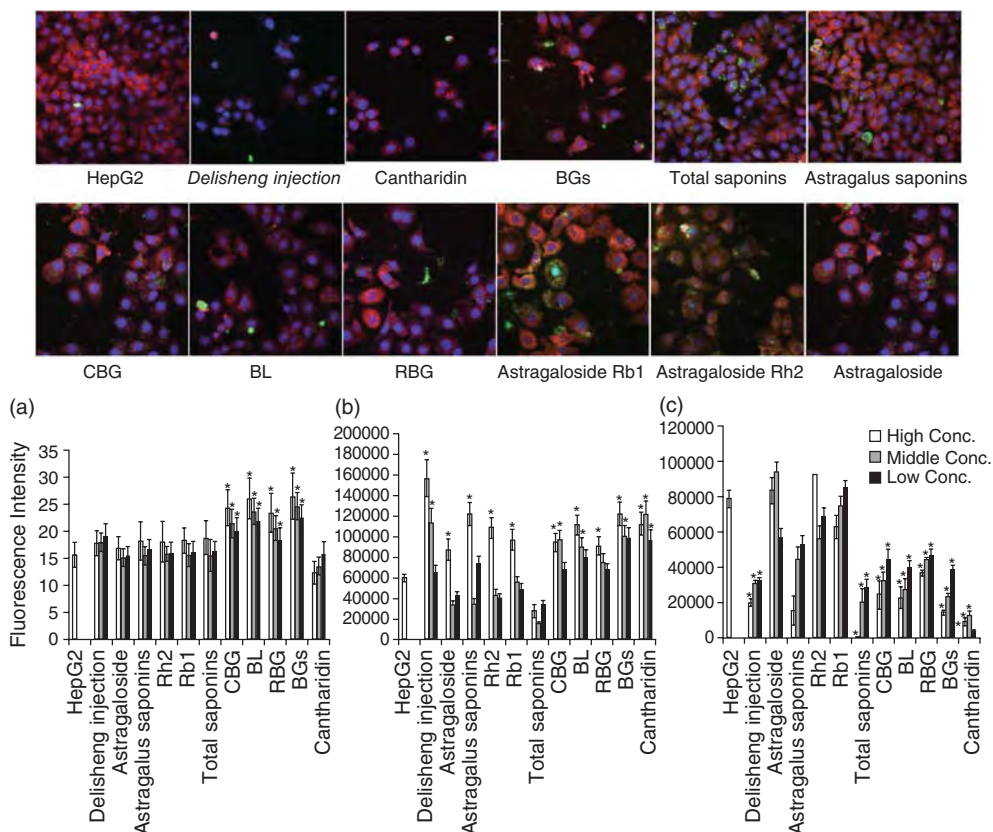 HepG2 Delisheng injection Cantharidin BGs Total saponins Astragalus saponins
CBG BL RBG Astragaloside Rb1 Astragaloside Rh2 Astragaloside
(a)
Fluorescence Intensity
35
30
25
20
15
10
5
0
* * * * * * * * * * * *
HepG2
Delisheng injection
Astragaloside
Astragalus saponins
Rh2
Rb1
Total saponins
CBG
BL
RBG
BGs
Cantharidin
(b)
200000
180000
160000
140000
120000
100000
80000
60000
40000
20000
0
* * * * * * * * * * * * * * * * * *
HepG2
Delisheng injection
Astragaloside
Astragalus saponins
Rh2
Rb1
Total saponins
CBG
BL
RBG
BGs
Cantharidin
(c)
120000
100000
80000
60000
40000
20000
0
High Conc.
Middle Conc.
Low Conc.
* * * * * * * * * * * * * * * * * * * * *
HepG2
Delisheng injection
Astragaloside
Astragalus saponins
Rh2
Rb1
Total saponins
CBG
BL
RBG
BGs
Cantharidin